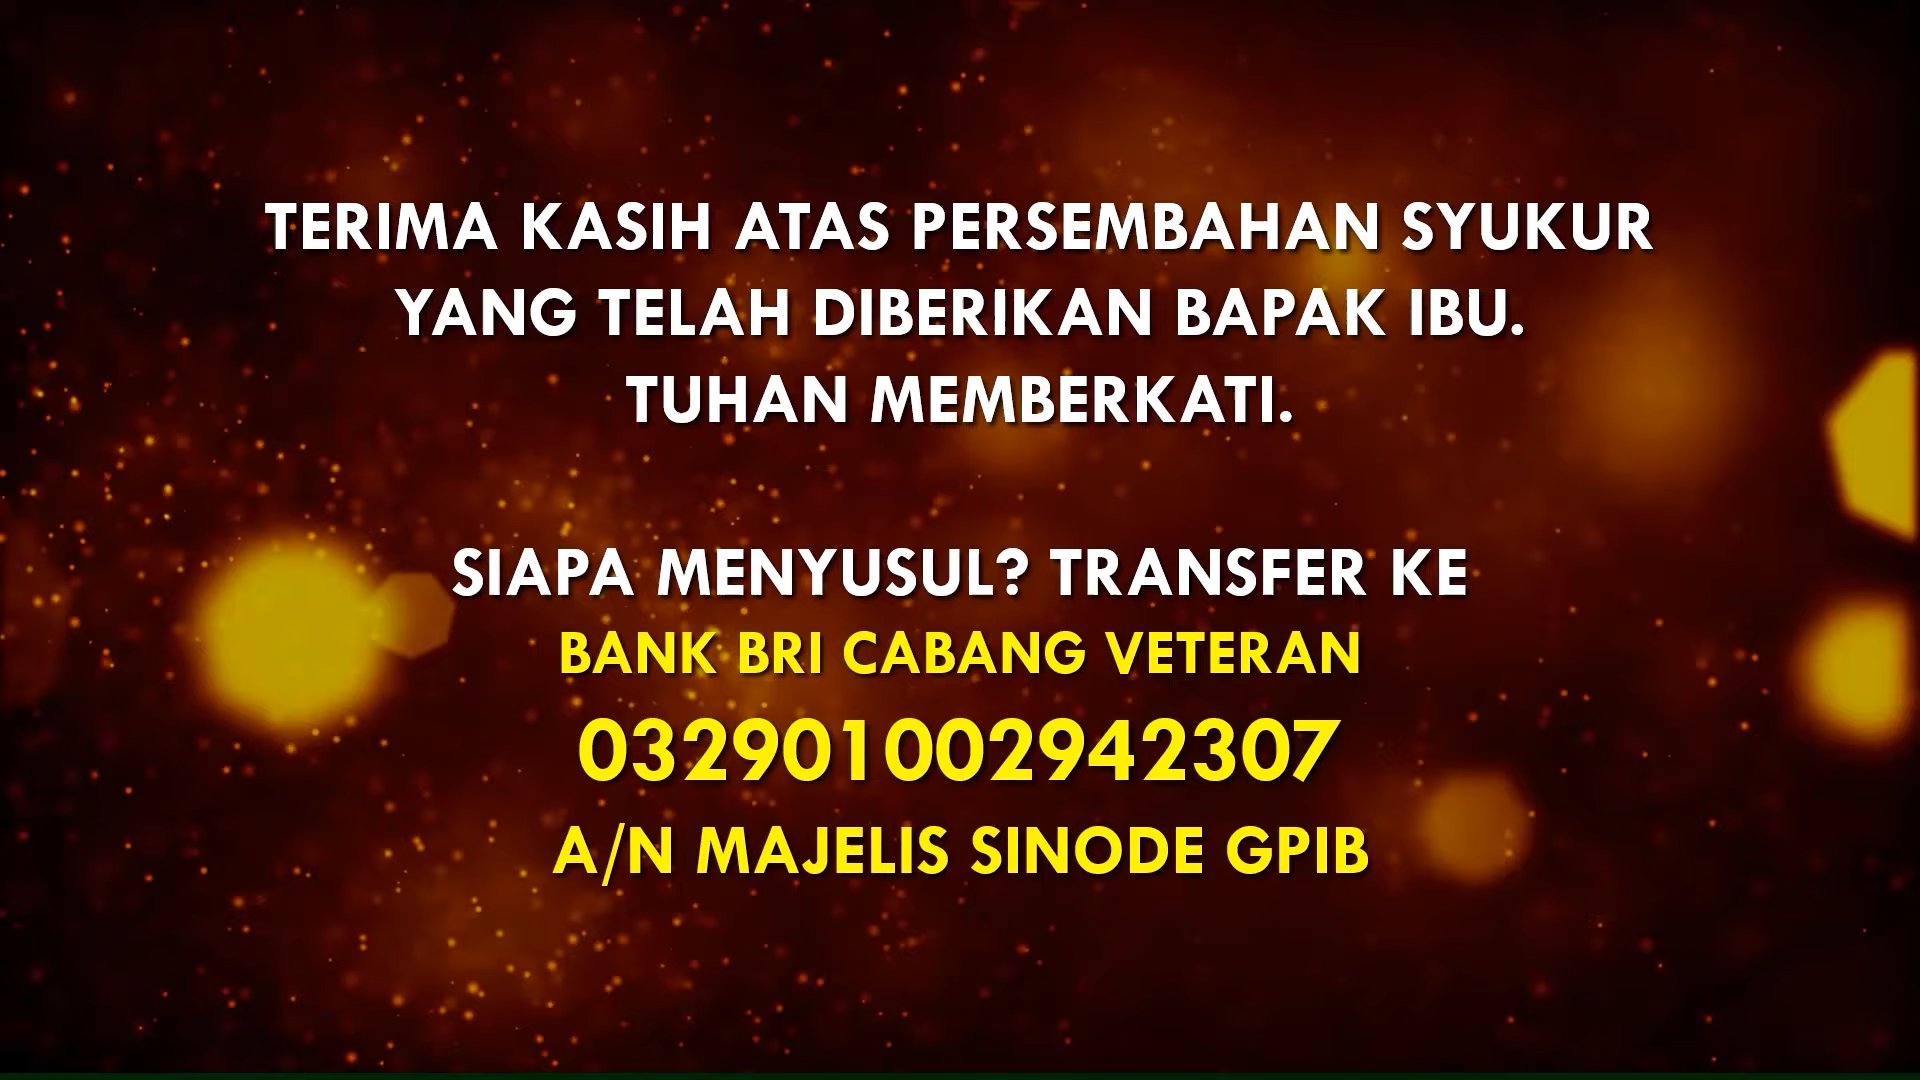 TERIMA KASIH ATAS PERSEMBAHAN SYUKUR
YANG TELAH DIBERIKAN BAPAK IBU.
TUHAN MEMBERKATI.
SIAPA MENYUSUL? TRANSFER KE
BANK BRI CABANG VETERAN
032901002942307
A/N MAJELIS SINODE GPIB